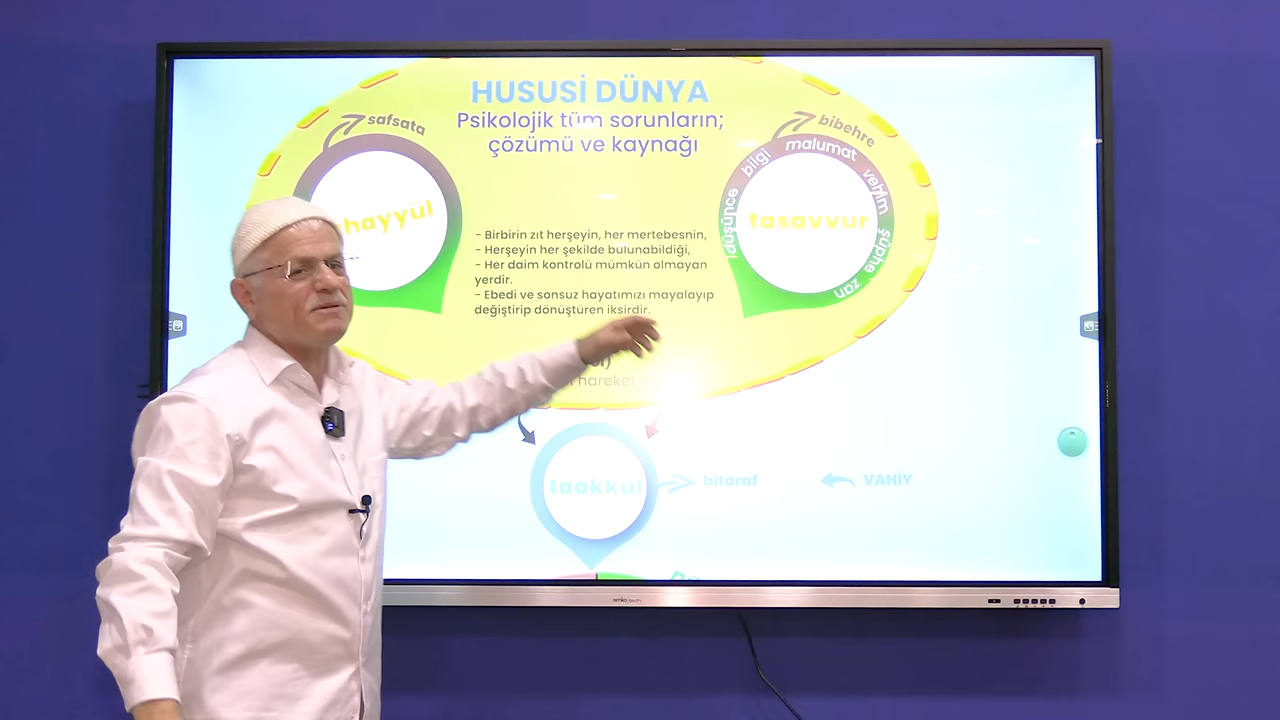 HUSUSİ DÜNYA
Psikolojik tüm sorunların;
çözümü ve kaynağı
safsata
hayyül
bibehre
düşünce bilgi malumat vehim şüphe zan
tasavvur
- Birbirin zıt herşeyin, her mertebesnin,
- Herşeyin her şekilde bulunabildiği,
- Her daim kontrolü mümkün olmayan
yerdir.
- Ebedi ve sonsuz hayatımızı mayalayıp
değiştirip dönüştüren iksirdir.
hareket
taakkul
bitaraf
VAHİY